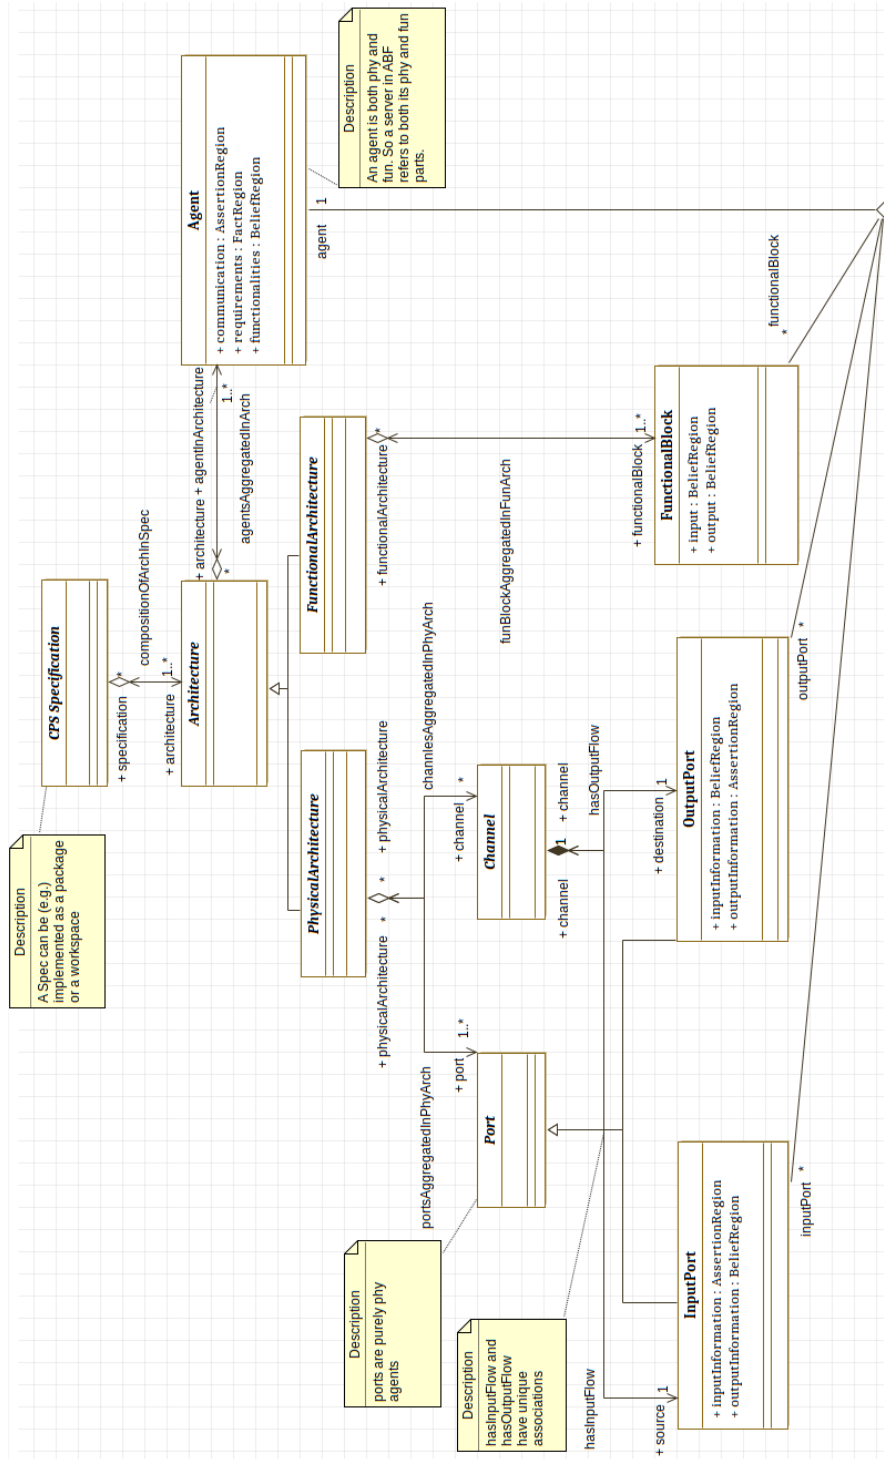 Description
A Spec can be (e.g.)
implemented as a package
or a workspace
CPS Specification
+ specification
*
compositionOfArchInSpec
+ architecture
1..*
Architecture
+ architecture
+ agentInArchitecture
*
1..*
agentsAggregatedInArch
Agent
+ communication : AssertionRegion
+ requirements : FactRegion
+ functionalities : BeliefRegion
Description
An agent is both phy and
fun. So a server in ABF
refers to both its phy and fun
parts.
agent
1
PhysicalArchitecture
FunctionalArchitecture
+ physicalArchitecture
*
*
+ physicalArchitecture
+ functionalArchitecture
*
portsAggregatedInPhyArch
channlesAggregatedInPhyArch
funBlockAggregatedInFunArch
+ port
1..*
+ channel
*
Description
ports are purely phy
agents
Port
Channel
+ channel
1
+ channel
Description
hasInputFlow and
hasOutputFlow
have unique
associations
hasInputFlow
hasOutputFlow
+ source
1
+ destination
1
+ functionalBlock
1..*
InputPort
+ inputInformation : AssertionRegion
+ outputInformation : BeliefRegion
OutputPort
+ inputInformation : BeliefRegion
+ outputInformation : AssertionRegion
FunctionalBlock
+ input : BeliefRegion
+ output : BeliefRegion
inputPort
*
outputPort
*
*
functionalBlock